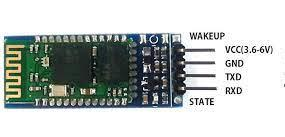 WAKEUP
VCC(3.6-6V)
GND
TXD
RXD
STATE